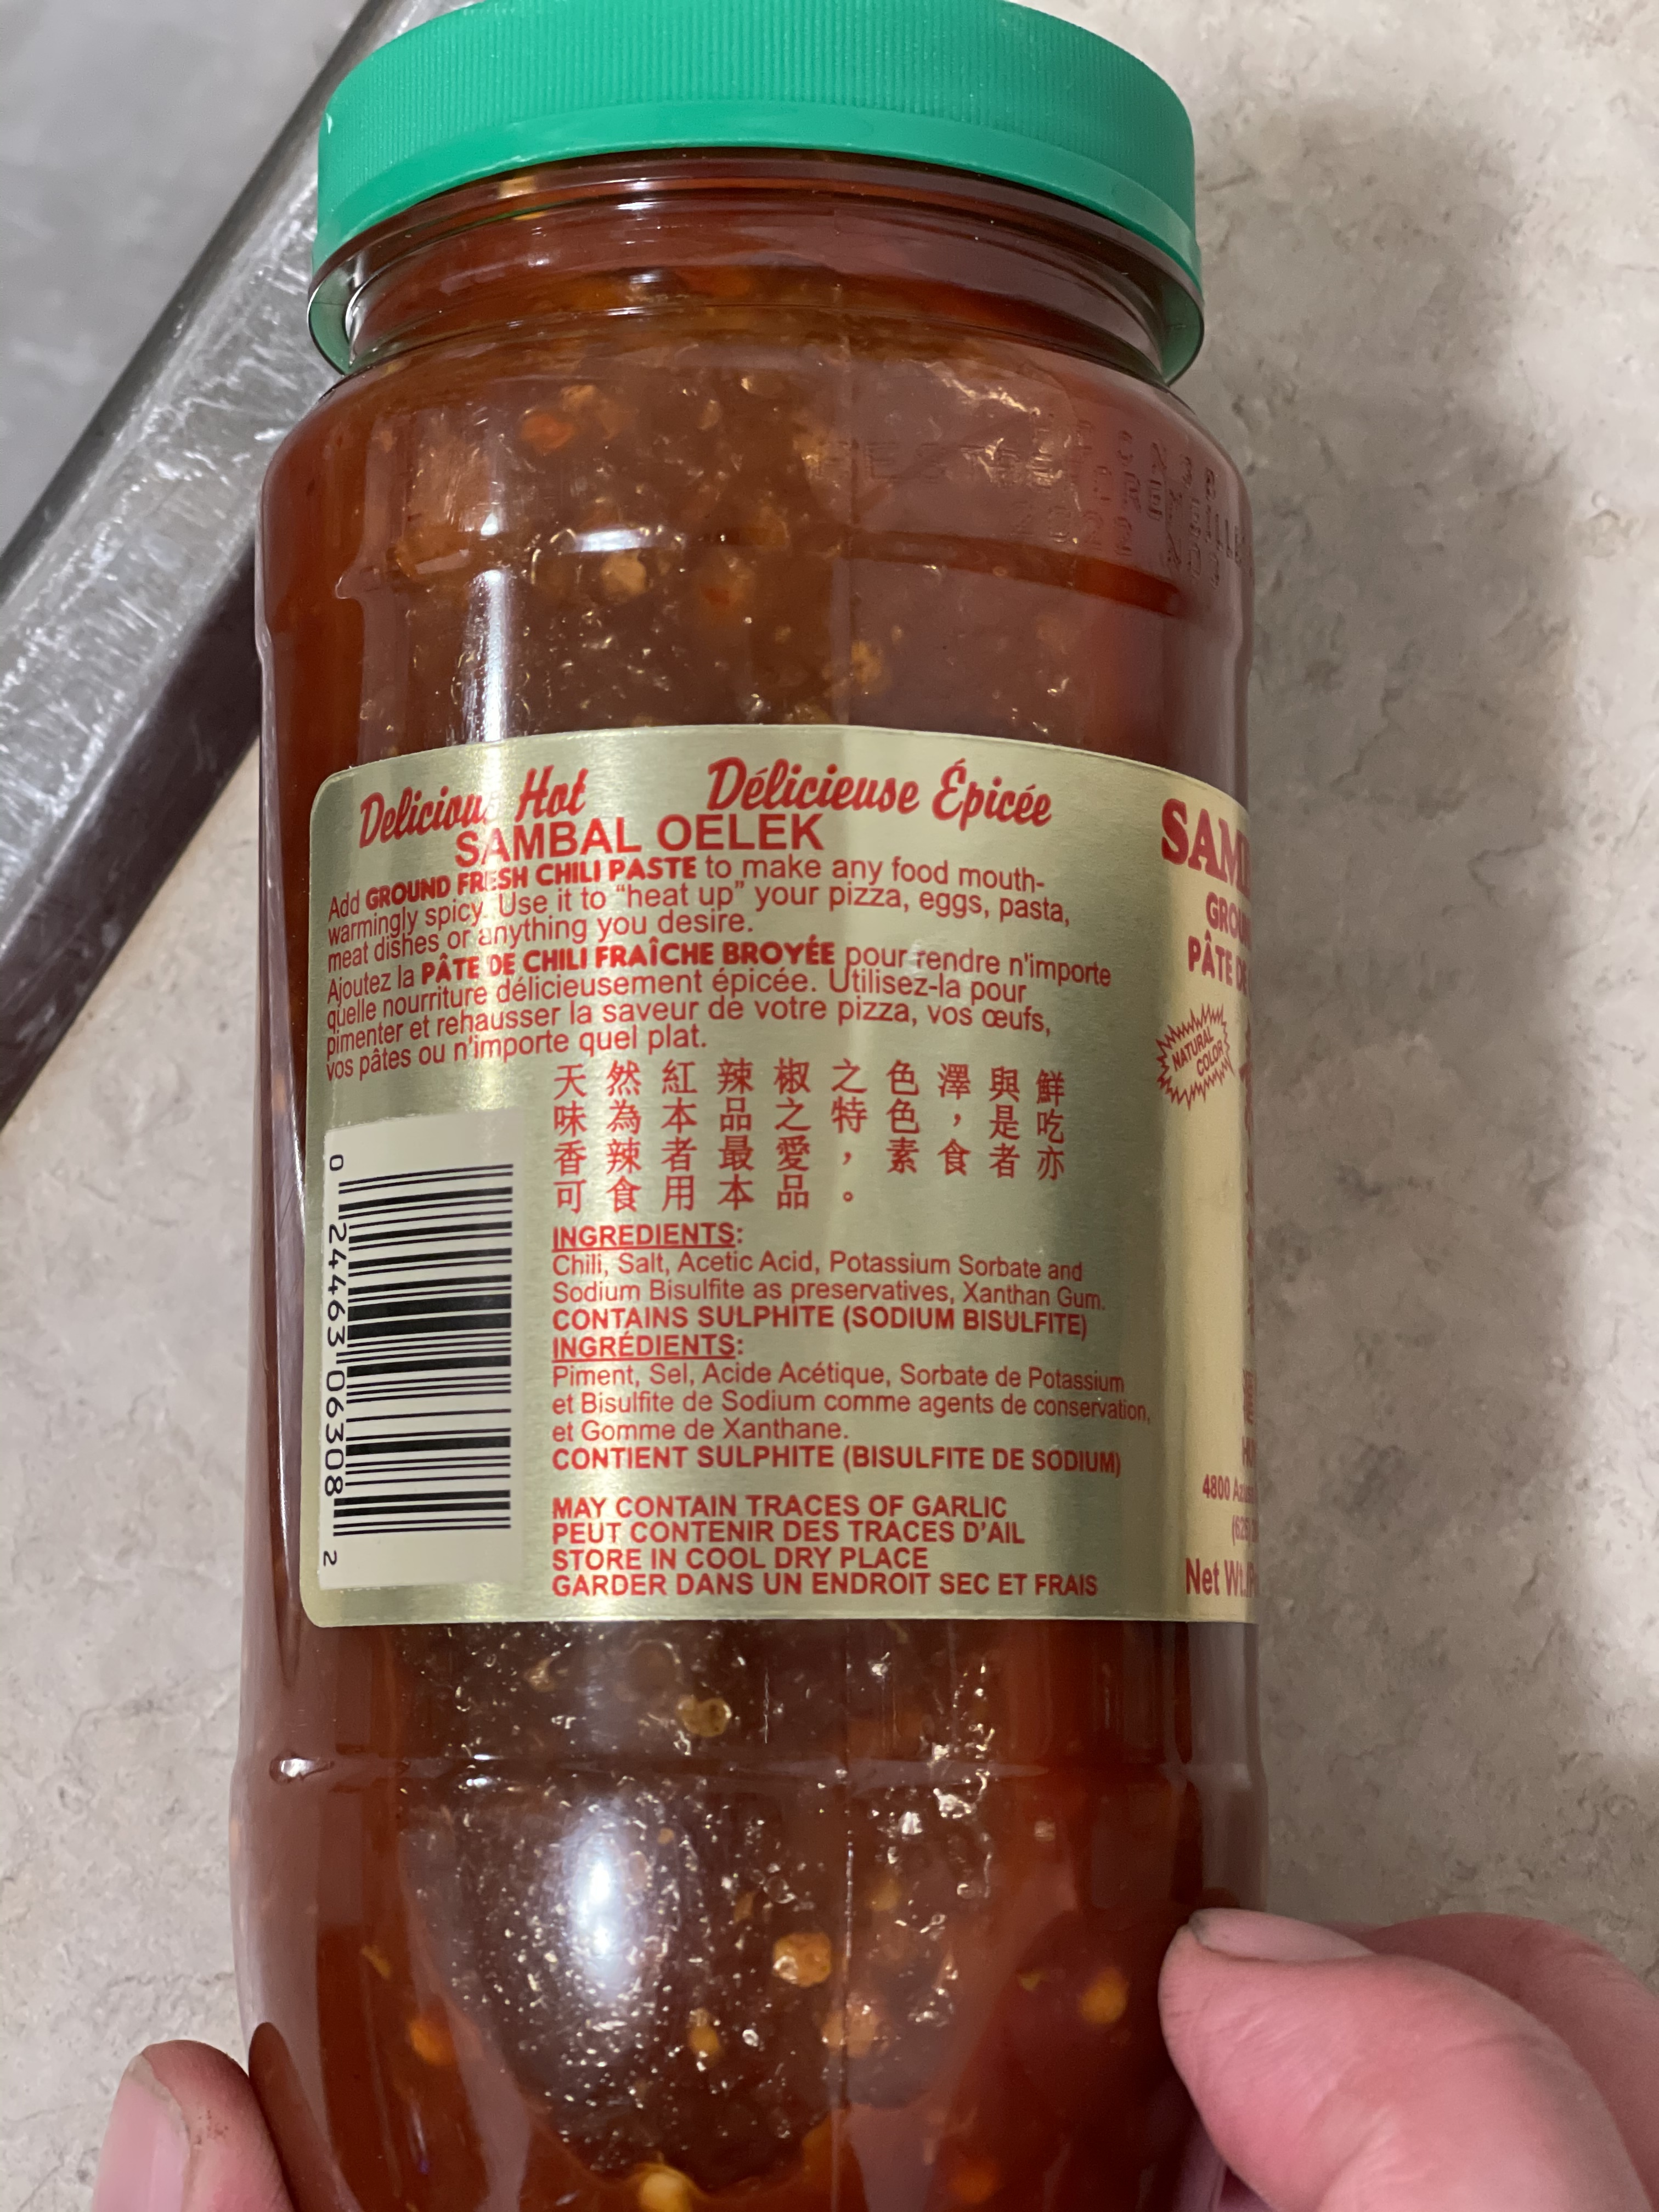 Delicious Hot Délicieuse Épicée
SAMBAL OELEK
Add GROUND FRESH CHILI PASTE to make any food mouth-
warmingly spicy. Use it to "heat up" your pizza, eggs, pasta,
meat dishes or anything you desire.
Ajoutez la PÂTE DE CHILI FRAÎCHE BROYÉE pour rendre n'importe
quelle nourriture délicieusement épicée. Utilisez-la pour
pimenter et rehausser la saveur de votre pizza, vos œufs,
vos pâtes ou n'importe quel plat.
天然紅辣椒之色澤與鮮
味為本品之特色，是吃
香辣者最愛，素食者亦
可食用本品。
INGREDIENTS:
Chili, Salt, Acetic Acid, Potassium Sorbate and
Sodium Bisulfite as preservatives, Xanthan Gum.
CONTAINS SULPHITE (SODIUM BISULFITE)
INGRÉDIENTS:
Piment, Sel, Acide Acétique, Sorbate de Potassium
et Bisulfite de Sodium comme agents de conservation,
et Gomme de Xanthane.
CONTIENT SULPHITE (BISULFITE DE SODIUM)
MAY CONTAIN TRACES OF GARLIC
PEUT CONTENIR DES TRACES D'AIL
STORE IN COOL DRY PLACE
GARDER DANS UN ENDROIT SEC ET FRAIS
0 24463 06308 2
SAM
PÂTE DE
NATURAL
COLOR
4800
Net Wt.